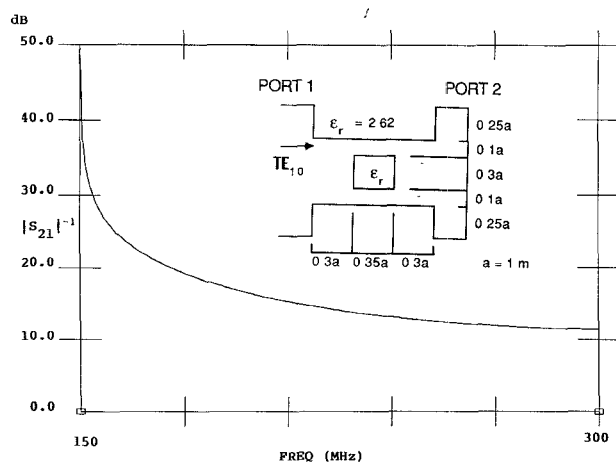 dB
50.0
40.0
30.0
|S21|⁻¹
20.0
10.0
0.0
150
300
FREQ (MHz)
PORT 1
PORT 2
εr = 2 62
TE10
εr
0 25a
0 1a
0 3a
0 1a
0 25a
0 3a 0 35a 0 3a
a = 1 m